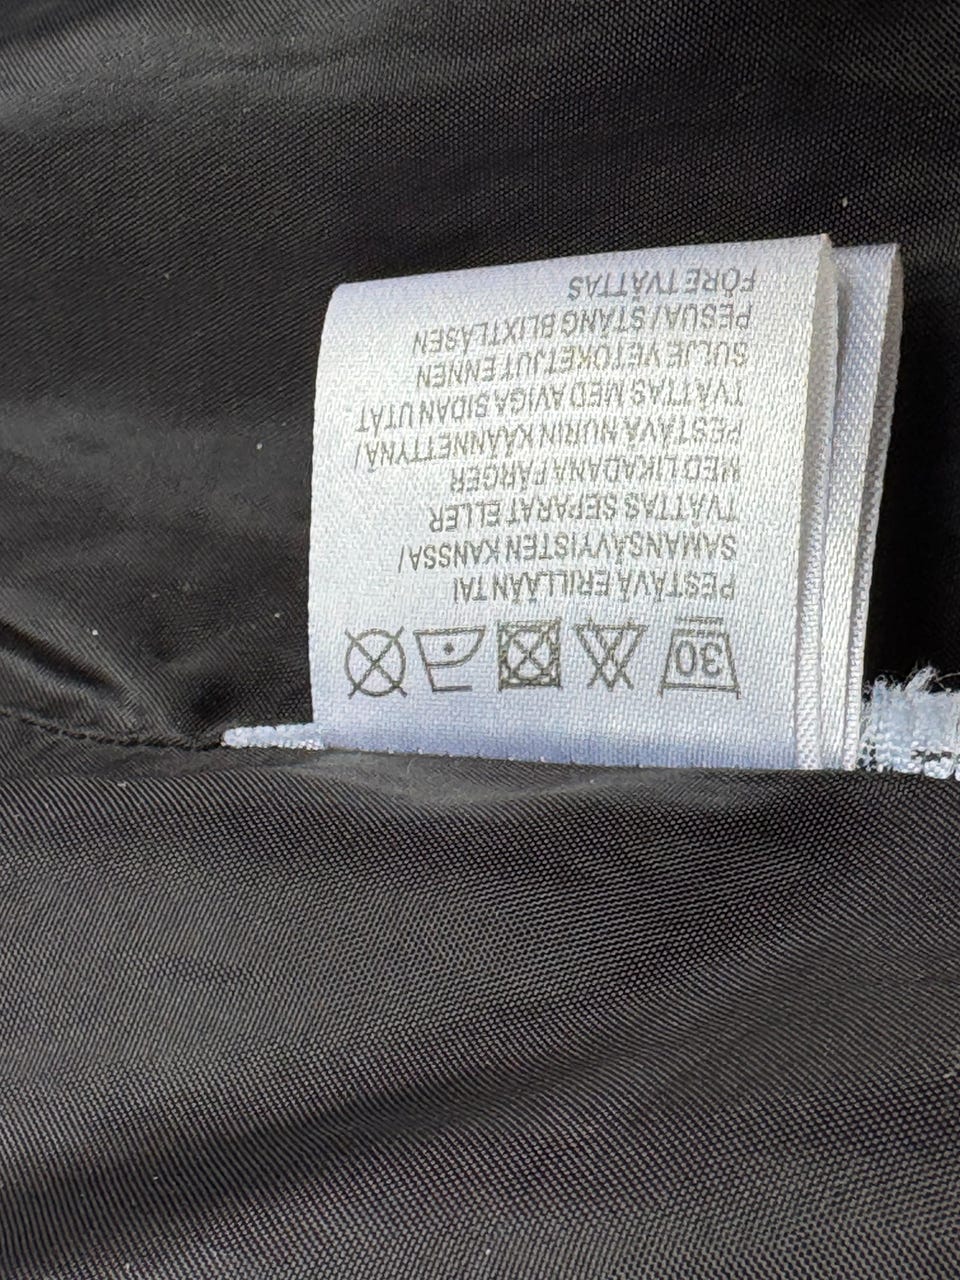 30
PESTÄVÄ ERILLÄÄN TAI
SAMANSÄVYISTEN KANSSA/
TVÄTTAS SEPARAT ELLER
MED LIKADANA FÄRGER
PESTÄVÄ NURIN KÄÄNNETTYNÄ/
TVÄTTAS MED AVIGA SIDAN UTÅT
SULJE VETOKETJUT ENNEN
PESUA/STÄNG BLIXTLÅSEN
FÖRE TVÄTTAS